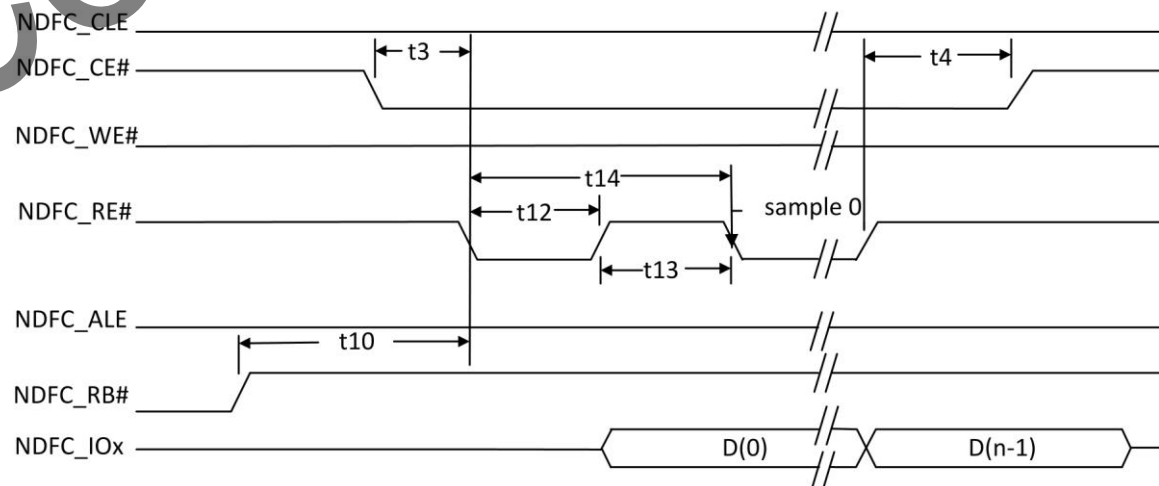 NDFC_CLE
t3
t4
NDFC_CE#
NDFC_WE#
t14
NDFC_RE#
t12
sample 0
t13
NDFC_ALE
t10
NDFC_RB#
NDFC_IOx
D(0)
D(n-1)